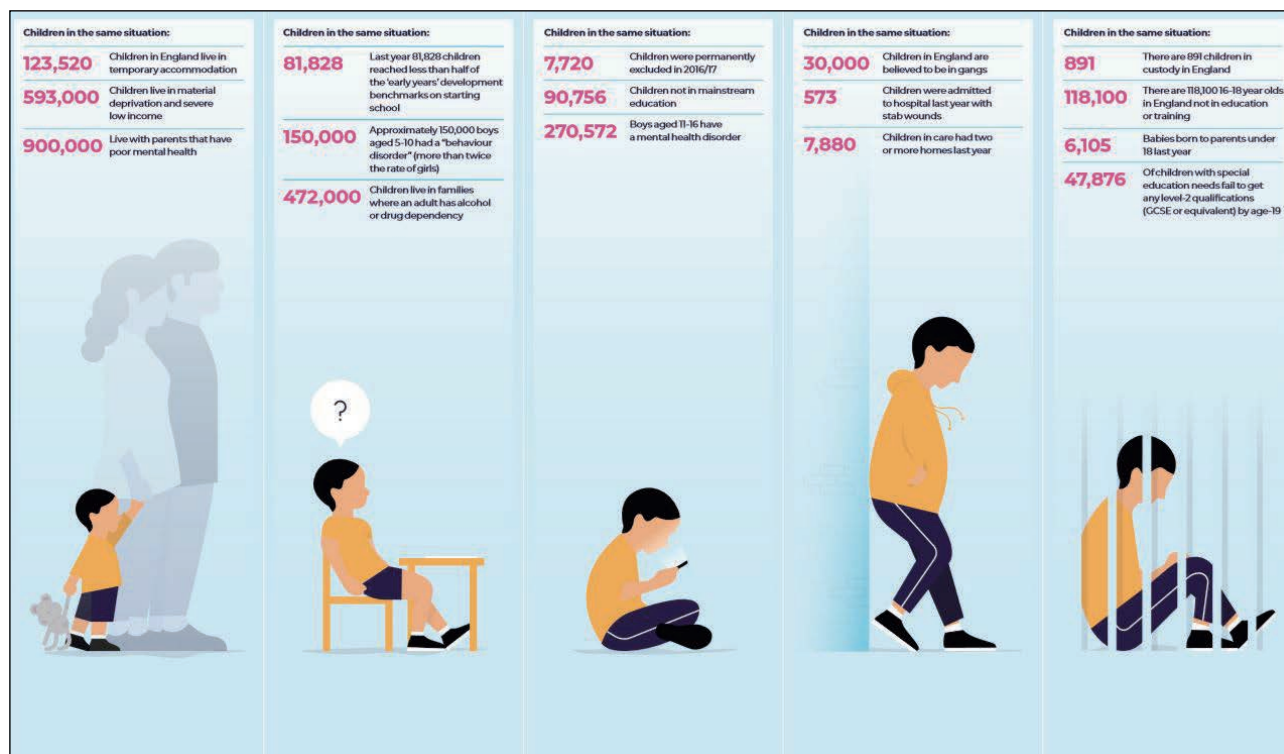 Children in the same situation:
123,520 Children in England live in
temporary accommodation
593,000 Children live in material
deprivation and severe
low income
900,000 Live with parents that have
poor mental health
Children in the same situation:
81,828 Last year 81,828 children
reached less than half of
the 'early years' development
benchmarks on starting
school
150,000 Approximately 150,000 boys
aged 5-10 had a "behaviour
disorder" (more than twice
the rate of girls)
472,000 Children live in families
where an adult has alcohol
or drug dependency
?
Children in the same situation:
7,720 Children were permanently
excluded in 2016/17
90,756 Children not in mainstream
education
270,572 Boys aged 11-16 have
a mental health disorder
Children in the same situation:
30,000 Children in England are
believed to be in gangs
573 Children were admitted
to hospital last year with
stab wounds
7,880 Children in care had two
or more homes last year
Children in the same situation:
891 There are 891 children in
custody in England
118,100 There are 118,100 16-18 year olds
in England not in education
or training
6,105 Babies born to parents under
18 last year
47,876 Of children with special
education needs fail to get
any level-2 qualifications
(GCSE or equivalent) by age-19